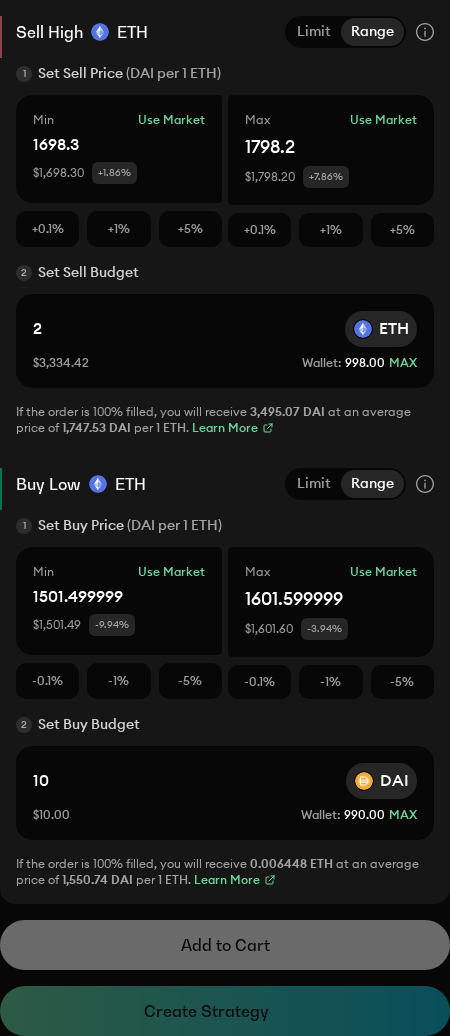 Sell High ETH Limit Range
1 Set Sell Price (DAI per 1 ETH)
Min Use Market Max Use Market
1698.3 1798.2
$1,698.30 +1.86% $1,798.20 +7.86%
+0.1% +1% +5% +0.1% +1% +5%
2 Set Sell Budget
2 ETH
$3,334.42 Wallet: 998.00 MAX
If the order is 100% filled, you will receive 3,495.07 DAI at an average
price of 1,747.53 DAI per 1 ETH. Learn More
Buy Low ETH Limit Range
1 Set Buy Price (DAI per 1 ETH)
Min Use Market Max Use Market
1501.499999 1601.599999
$1,501.49 -9.94% $1,601.60 -3.94%
-0.1% -1% -5% -0.1% -1% -5%
2 Set Buy Budget
10 DAI
$10.00 Wallet: 990.00 MAX
If the order is 100% filled, you will receive 0.006448 ETH at an average
price of 1,550.74 DAI per 1 ETH. Learn More
Add to Cart
Create Strategy